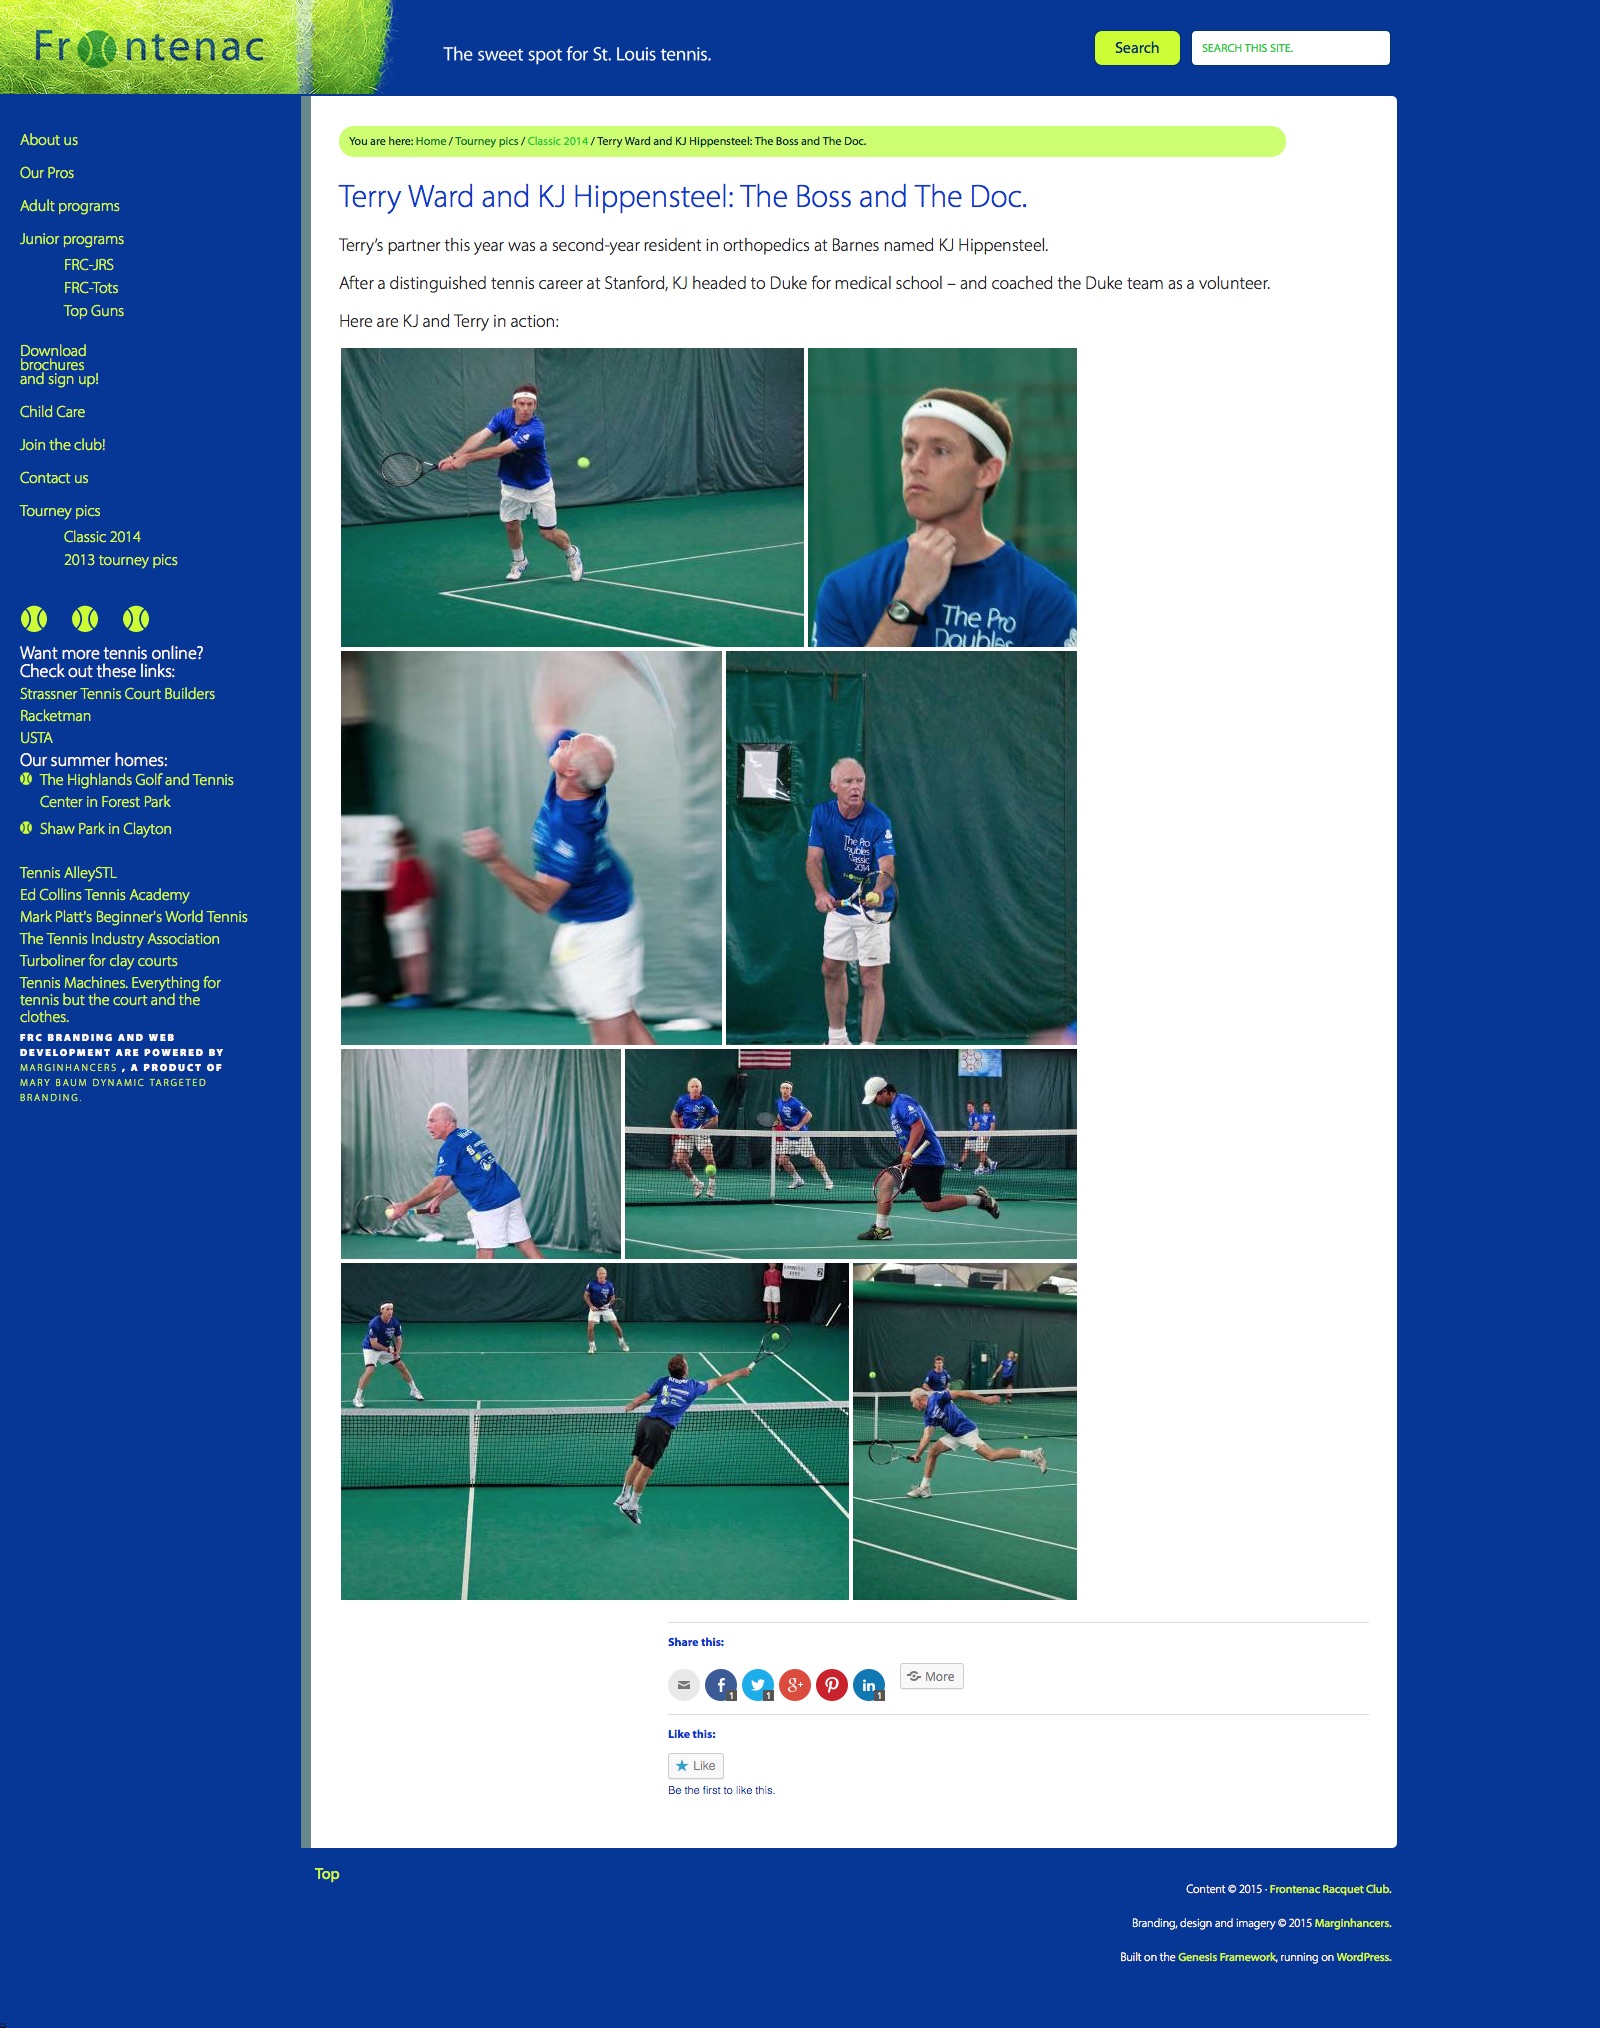 Frontenac
The sweet spot for St. Louis tennis.
Search
SEARCH THIS SITE.
About us
Our Pros
Adult programs
Junior programs
FRC-JRS
FRC-Tots
Top Guns
Download
brochures
and sign up!
Child Care
Join the club!
Contact us
Tourney pics
Classic 2014
2013 tourney pics
Want more tennis online?
Check out these links:
Strassner Tennis Court Builders
Racketman
USTA
Our summer homes:
The Highlands Golf and Tennis
Center in Forest Park
Shaw Park in Clayton
Tennis AlleySTL
Ed Collins Tennis Academy
Mark Platt's Beginner's World Tennis
The Tennis Industry Association
Turboliner for clay courts
Tennis Machines. Everything for
tennis but the court and the
clothes.
FRC BRANDING AND WEB
DEVELOPMENT ARE POWERED BY
MARGINHANCERS , A PRODUCT OF
MARY BAUM DYNAMIC TARGETED
BRANDING.
You are here: Home / Tourney pics / Classic 2014 / Terry Ward and KJ Hippensteel: The Boss and The Doc.
Terry Ward and KJ Hippensteel: The Boss and The Doc.
Terry’s partner this year was a second-year resident in orthopedics at Barnes named KJ Hippensteel.
After a distinguished tennis career at Stanford, KJ headed to Duke for medical school – and coached the Duke team as a volunteer.
Here are KJ and Terry in action:
The Pro
Doubles
The Pro
Doubles
Classic
2014
Share this:
1
1
1
More
Like this:
Like
Be the first to like this.
Top
Content © 2015 · Frontenac Racquet Club.
Branding, design and imagery © 2015 Marginhancers.
Built on the Genesis Framework, running on WordPress.